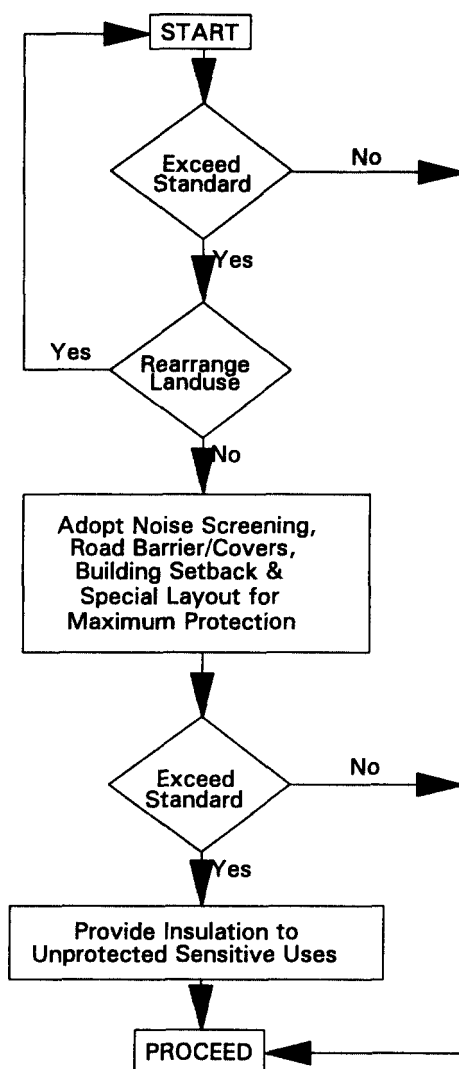 START
Exceed
Standard
No
Yes
Yes
Rearrange
Landuse
No
Adopt Noise Screening,
Road Barrier/Covers,
Building Setback &
Special Layout for
Maximum Protection
Exceed
Standard
No
Yes
Provide Insulation to
Unprotected Sensitive Uses
PROCEED